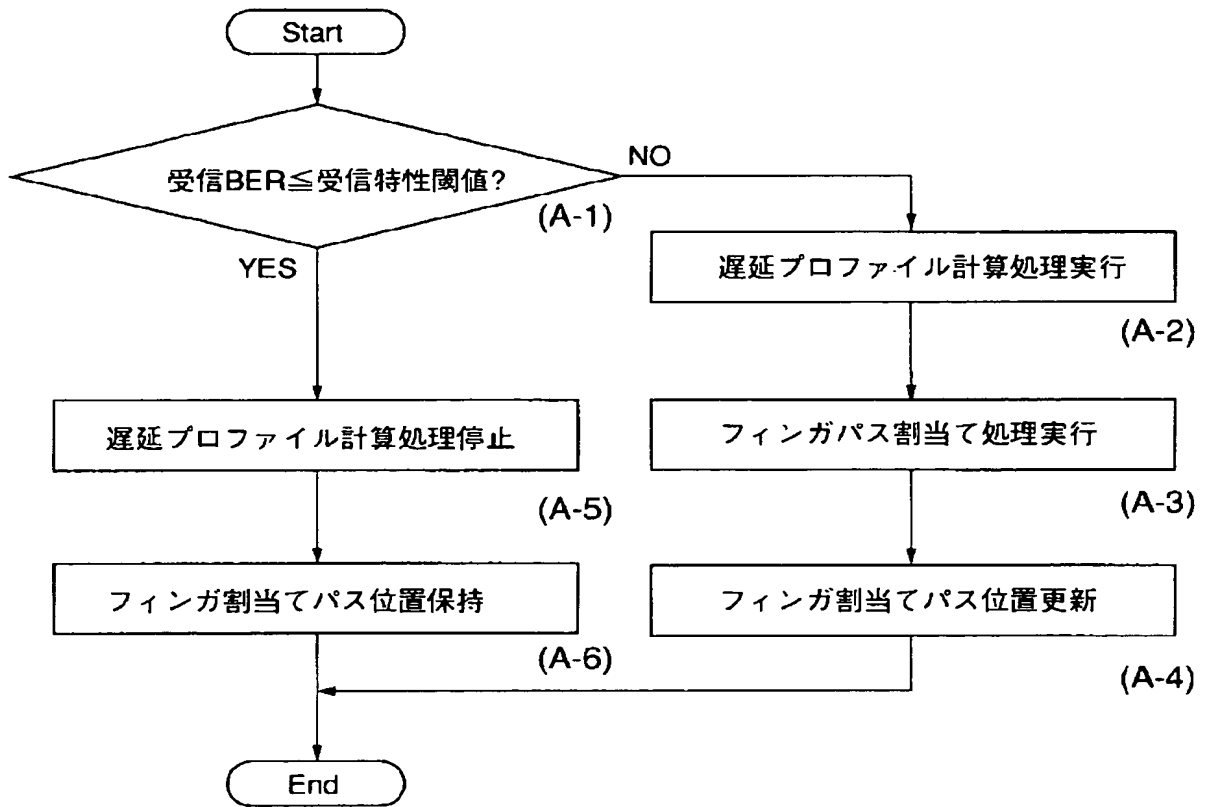 Start
受信BER≦受信特性閾値?
(A-1)
NO
YES
遅延プロファイル計算処理実行
(A-2)
フィンガパス割当て処理実行
(A-3)
フィンガ割当てパス位置更新
(A-4)
遅延プロファイル計算処理停止
(A-5)
フィンガ割当てパス位置保持
(A-6)
End